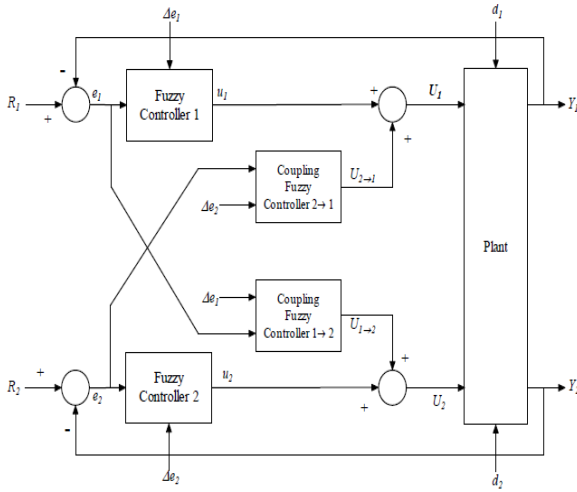 Δe₁
d₁
-
R₁
+
e₁
Fuzzy
Controller 1
u₁
+
U₁
+
Y₁
Coupling
Fuzzy
Controller 2→1
U₂→₁
Δe₂
Plant
Δe₁
Coupling
Fuzzy
Controller 1→2
U₁→₂
+
R₂
+
e₂
Fuzzy
Controller 2
u₂
+
U₂
-
Δe₂
d₂